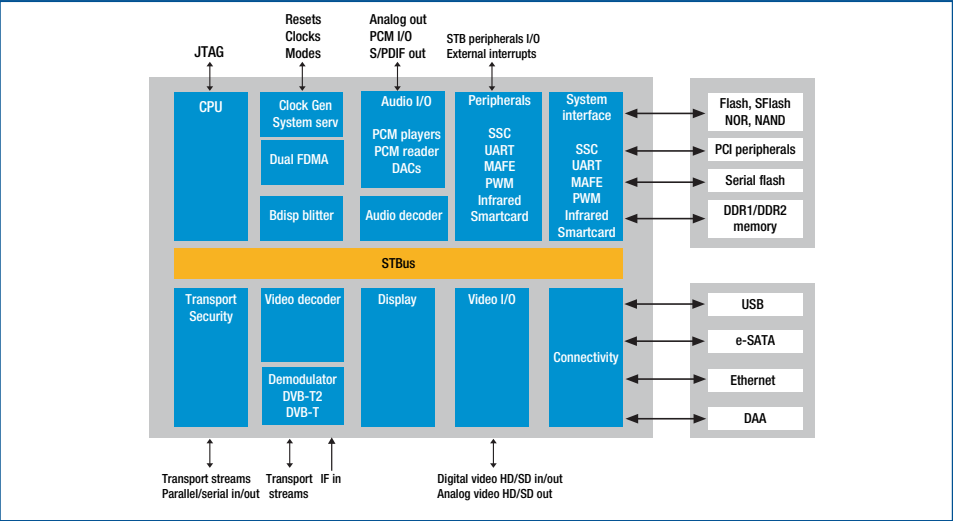 JTAG
Resets
Clocks
Modes
Analog out
PCM I/O
S/PDIF out
STB peripherals I/O
External interrupts
CPU
Clock Gen
System serv
Dual FDMA
Bdisp blitter
Audio I/O
PCM players
PCM reader
DACs
Audio decoder
Peripherals
SSC
UART
MAFE
PWM
Infrared
Smartcard
System
interface
SSC
UART
MAFE
PWM
Infrared
Smartcard
Flash, SFlash
NOR, NAND
PCI peripherals
Serial flash
DDR1/DDR2
memory
STBus
Transport
Security
Video decoder
Demodulator
DVB-T2
DVB-T
Display
Video I/O
Connectivity
USB
e-SATA
Ethernet
DAA
Transport streams
Parallel/serial in/out
Transport
streams
IF in
Digital video HD/SD in/out
Analog video HD/SD out